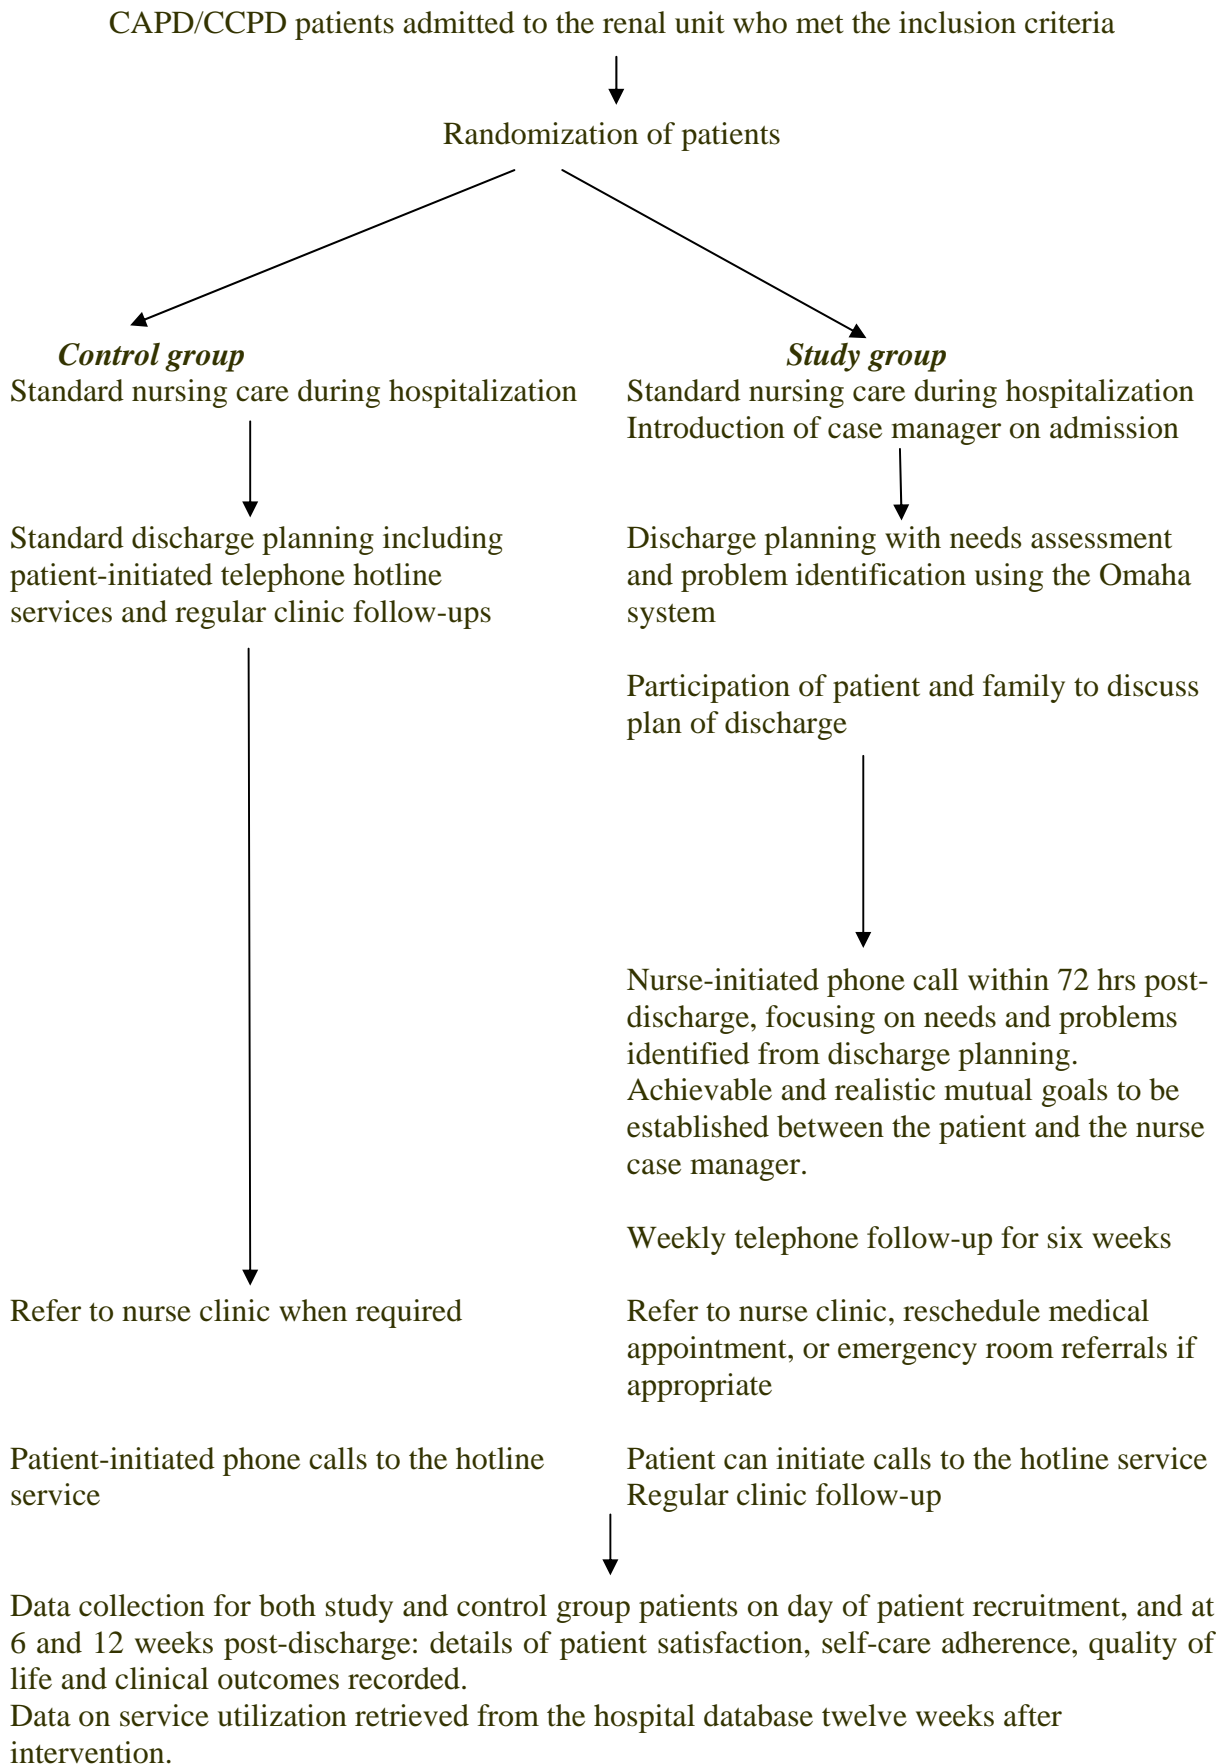 CAPD/CCPD patients admitted to the renal unit who met the inclusion criteria
Randomization of patients
Control group
Standard nursing care during hospitalization
Standard discharge planning including
patient-initiated telephone hotline
services and regular clinic follow-ups
Refer to nurse clinic when required
Patient-initiated phone calls to the hotline
service
Study group
Standard nursing care during hospitalization
Introduction of case manager on admission
Discharge planning with needs assessment
and problem identification using the Omaha
system
Participation of patient and family to discuss
plan of discharge
Nurse-initiated phone call within 72 hrs post-
discharge, focusing on needs and problems
identified from discharge planning.
Achievable and realistic mutual goals to be
established between the patient and the nurse
case manager.
Weekly telephone follow-up for six weeks
Refer to nurse clinic, reschedule medical
appointment, or emergency room referrals if
appropriate
Patient can initiate calls to the hotline service
Regular clinic follow-up
Data collection for both study and control group patients on day of patient recruitment, and at
6 and 12 weeks post-discharge: details of patient satisfaction, self-care adherence, quality of
life and clinical outcomes recorded.
Data on service utilization retrieved from the hospital database twelve weeks after
intervention.